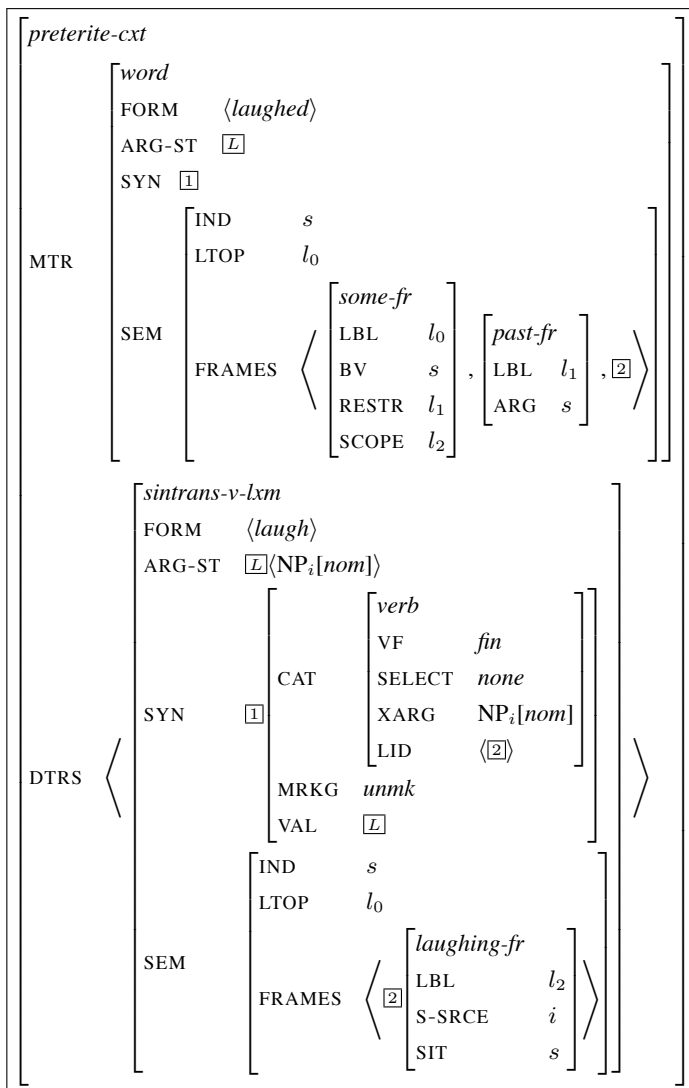 preterite-cxt
word
FORM ⟨laughed⟩
ARG-ST L
SYN 1
MTR
IND s
LTOP l0
SEM
FRAMES ⟨ some-fr LBL l0 BV s RESTR l1 SCOPE l2 , past-fr LBL l1 ARG s , 2 ⟩
sintrans-v-lxm
FORM ⟨laugh⟩
ARG-ST L⟨NPi[nom]⟩
verb
VF fin
CAT SELECT none
XARG NPi[nom]
SYN 1
LID ⟨2⟩
MRKG unmk
DTRS
VAL L
IND s
LTOP l0
SEM
laughing-fr
LBL l2
FRAMES ⟨ 2
S-SRCE i
SIT s